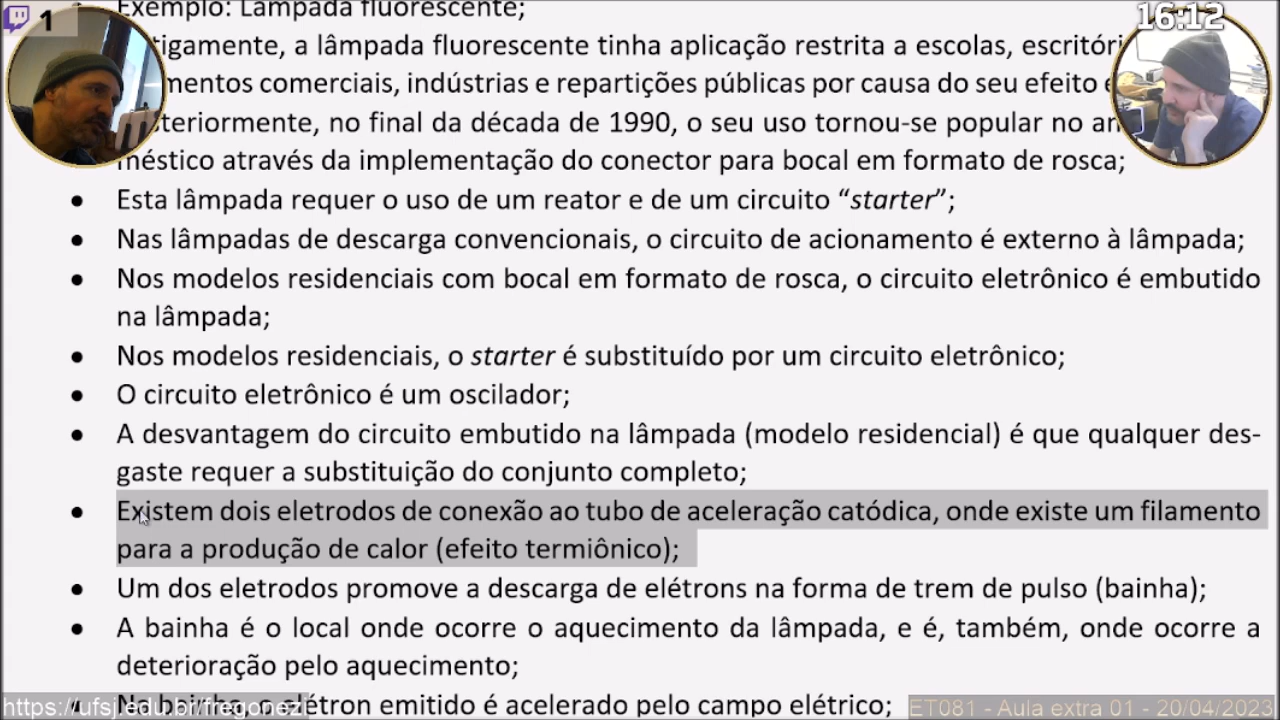 1
16:12
Exemplo: Lâmpada fluorescente;
tigamente, a lâmpada fluorescente tinha aplicação restrita a escolas, escritóri
mentos comerciais, indústrias e repartições públicas por causa do seu efeito
teriormente, no final da década de 1990, o seu uso tornou-se popular no
méstico através da implementação do conector para bocal em formato de rosca;
• Esta lâmpada requer o uso de um reator e de um circuito “starter”;
• Nas lâmpadas de descarga convencionais, o circuito de acionamento é externo à lâmpada;
• Nos modelos residenciais com bocal em formato de rosca, o circuito eletrônico é embutido
na lâmpada;
• Nos modelos residenciais, o starter é substituído por um circuito eletrônico;
• O circuito eletrônico é um oscilador;
• A desvantagem do circuito embutido na lâmpada (modelo residencial) é que qualquer des-
gaste requer a substituição do conjunto completo;
• Existem dois eletrodos de conexão ao tubo de aceleração catódica, onde existe um filamento
para a produção de calor (efeito termiônico);
• Um dos eletrodos promove a descarga de elétrons na forma de trem de pulso (bainha);
• A bainha é o local onde ocorre o aquecimento da lâmpada, e é, também, onde ocorre a
deterioração pelo aquecimento;
• Na bainha, o elétron emitido é acelerado pelo campo elétrico;
https://ufsj.edu.br/fregonezi
ET081 - Aula extra 01 - 20/04/2023